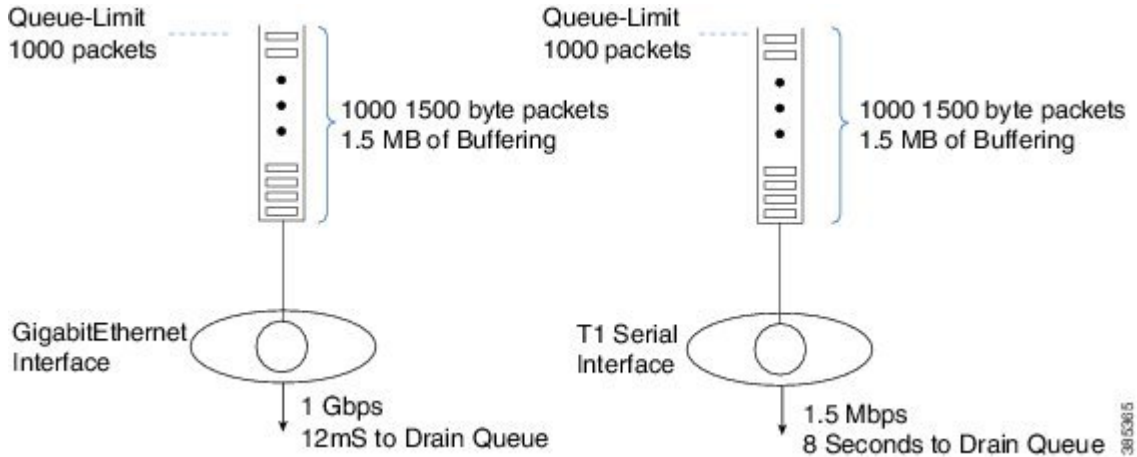 Queue-Limit
1000 packets
1000 1500 byte packets
1.5 MB of Buffering
GigabitEthernet
Interface
1 Gbps
12mS to Drain Queue
Queue-Limit
1000 packets
1000 1500 byte packets
1.5 MB of Buffering
T1 Serial
Interface
1.5 Mbps
8 Seconds to Drain Queue
385365